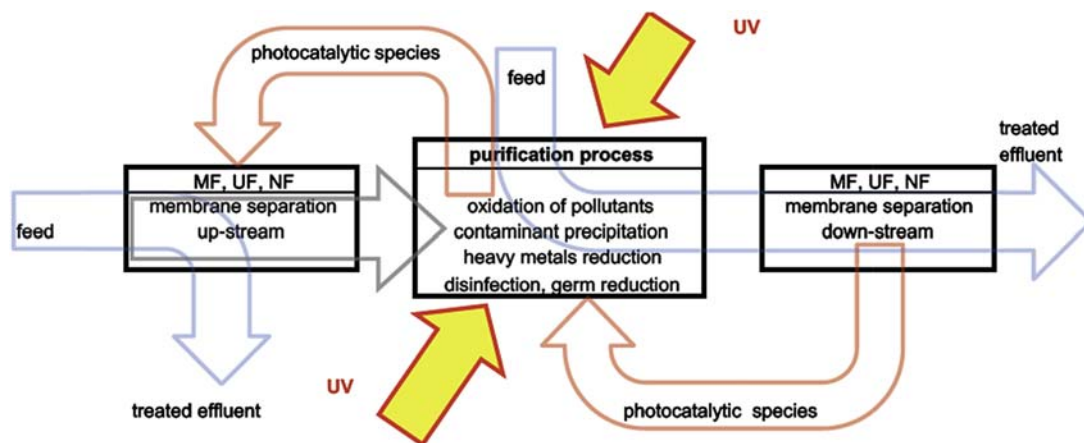 UV
photocatalytic species
feed
treated
effluent
purification process
MF, UF, NF
MF, UF, NF
membrane separation
up-stream
oxidation of pollutants
contaminant precipitation
heavy metals reduction
disinfection, germ reduction
membrane separation
down-stream
feed
UV
treated effluent
photocatalytic species